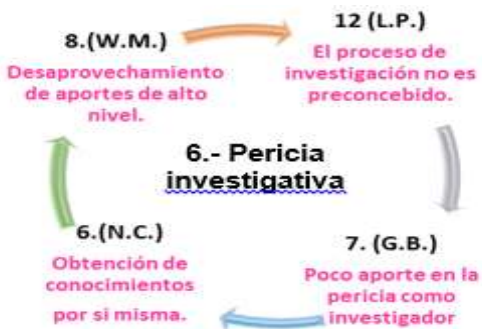 8.(W.M.)
Desaprovechamiento
de aportes de alto
nivel.
12 (L.P.)
El proceso de
investigación no es
preconcebido.
6.- Pericia
investigativa
6.(N.C.)
Obtención de
conocimientos
por si misma.
7. (G.B.)
Poco aporte en la
pericia como
investigador